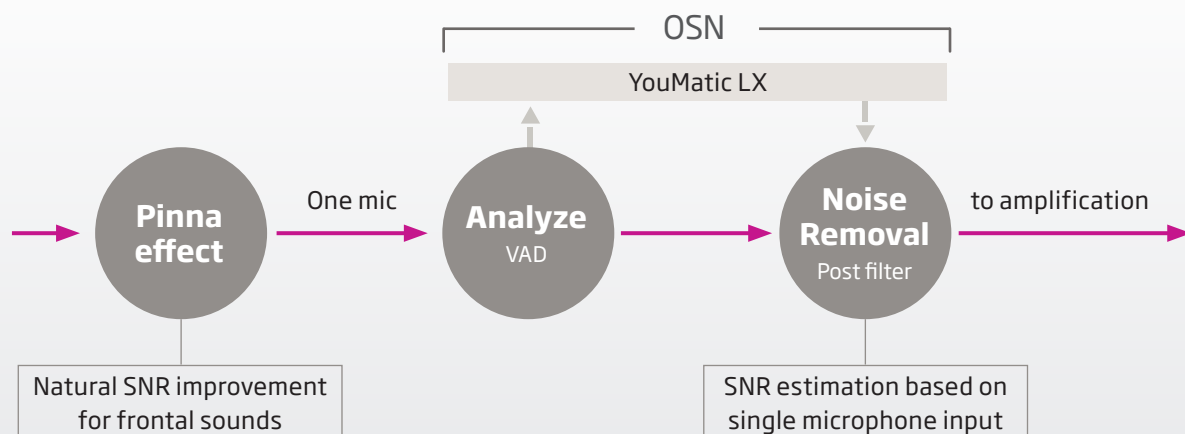 OSN
YouMatic LX
Pinna
effect
One mic
Analyze
VAD
Noise
Removal
Post filter
to amplification
Natural SNR improvement
for frontal sounds
SNR estimation based on
single microphone input